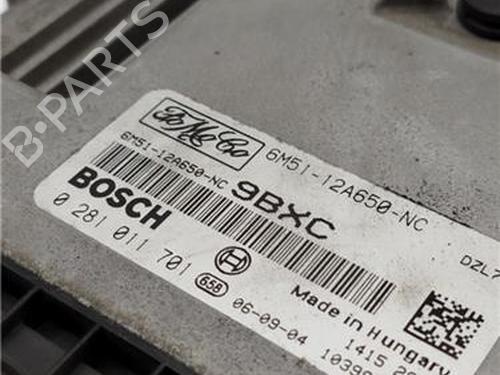 B-PARTS
FoMoCo
6M51-12A650-NC
6M51-12A650-NC
9BXC
BOSCH
0 281 011 701
658
06-09-04
Made in Hungary
1415